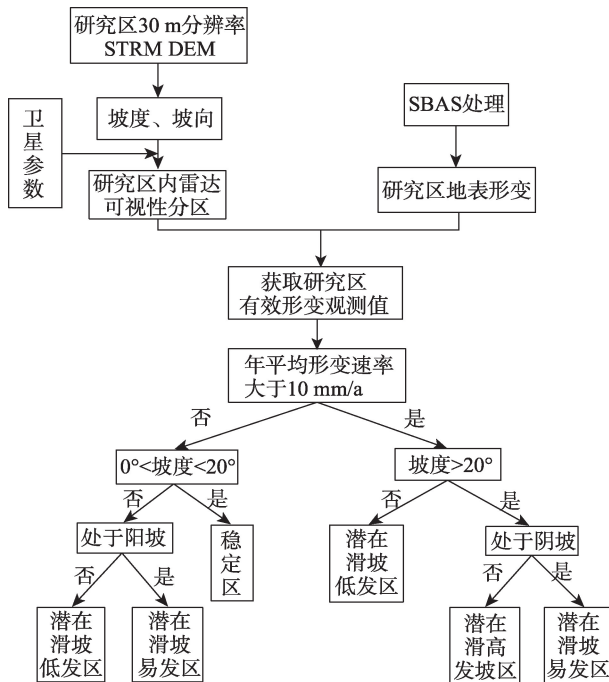 研究区30 m分辨率
STRM DEM
卫
星
参
数
坡度、坡向
SBAS处理
研究区内雷达
可视性分区
研究区地表形变
获取研究区
有效形变观测值
年平均形变速率
大于10 mm/a
否
是
0°<坡度<20°
坡度>20°
否
是
否
是
处于阳坡
稳
定
区
潜在
滑坡
低发区
处于阴坡
否
是
否
是
潜在
滑坡
低发区
潜在
滑坡
易发区
潜在
滑高
发坡区
潜在
滑坡
易发区